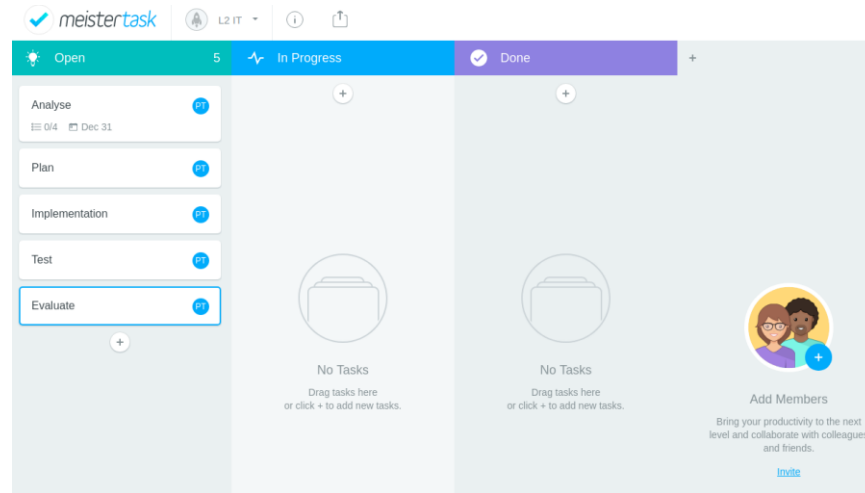 meistertask
L2 IT
Open 5
In Progress
Done
+
Analyse PT
0/4 Dec 31
Plan PT
Implementation PT
Test PT
Evaluate PT
+
+
No Tasks
Drag tasks here
or click + to add new tasks.
+
No Tasks
Drag tasks here
or click + to add new tasks.
+
Add Members
Bring your productivity to the next
level and collaborate with colleagues
and friends.
Invite